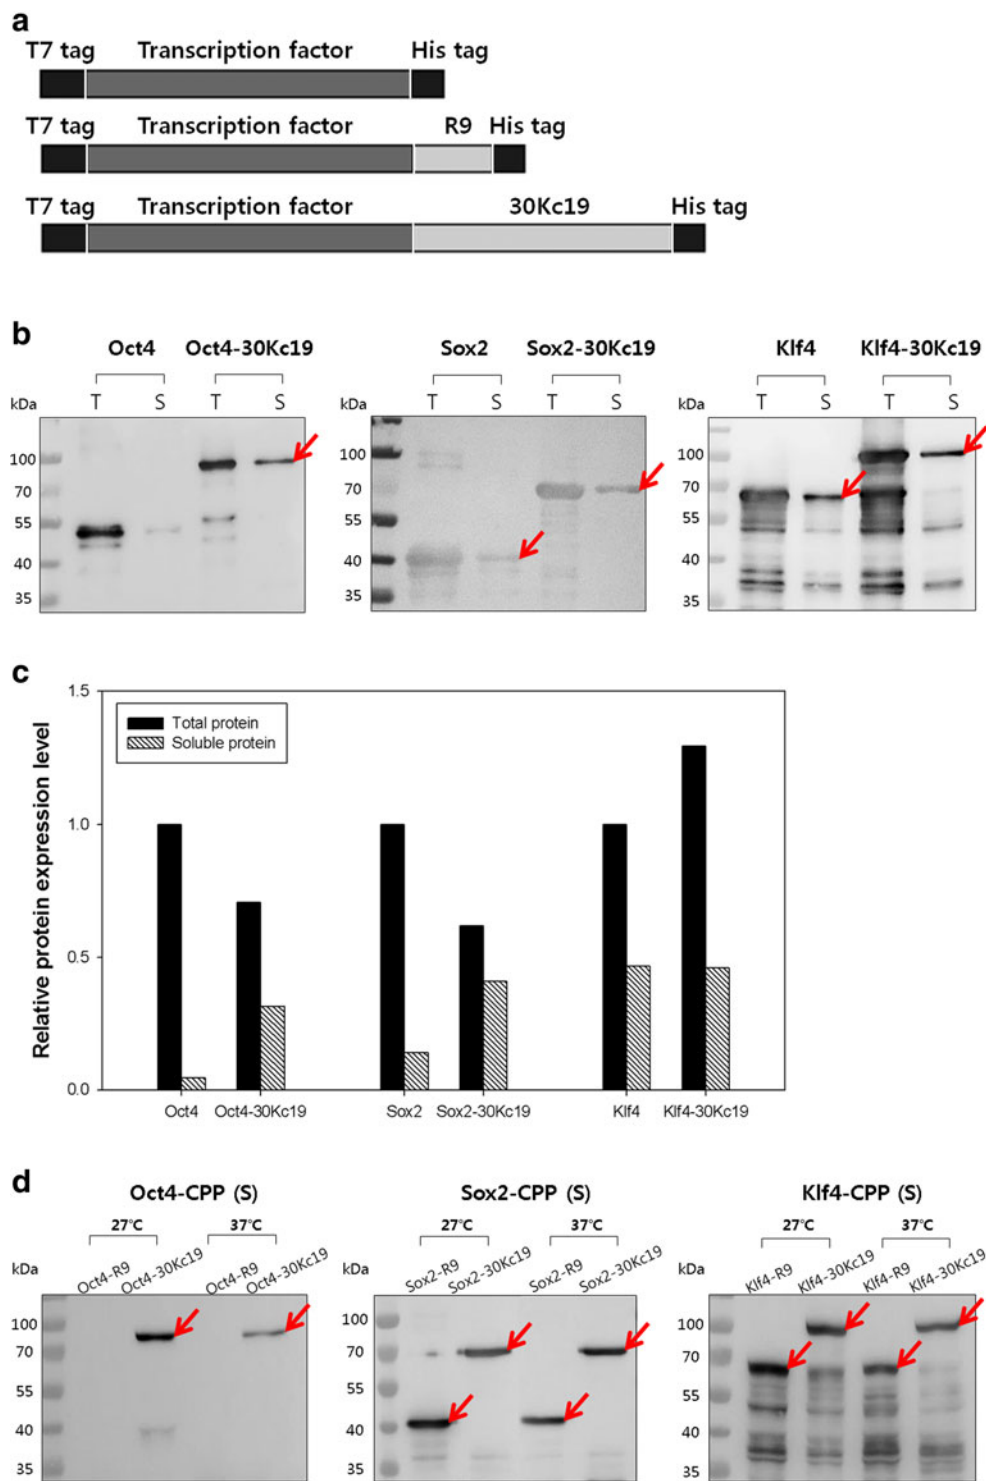 a
T7 tag Transcription factor His tag
T7 tag Transcription factor R9 His tag
T7 tag Transcription factor 30Kc19 His tag
b
Oct4 Oct4-30Kc19
kDa T S T S
100
70
55
40
35
Sox2 Sox2-30Kc19
kDa T S T S
100
70
55
40
35
Klf4 Klf4-30Kc19
kDa T S T S
100
70
55
40
35
c
Relative protein expression level
1.5
1.0
0.5
0.0
Total protein
Soluble protein
Oct4 Oct4-30Kc19 Sox2 Sox2-30Kc19 Klf4 Klf4-30Kc19
d
Oct4-CPP (S)
27℃ 37℃
kDa Oct4-R9 Oct4-30Kc19 Oct4-R9 Oct4-30Kc19
100
70
55
40
35
Sox2-CPP (S)
27℃ 37℃
kDa Sox2-R9 Sox2-30Kc19 Sox2-R9 Sox2-30Kc19
100
70
55
40
35
Klf4-CPP (S)
27℃ 37℃
kDa Klf4-R9 Klf4-30Kc19 Klf4-R9 Klf4-30Kc19
100
70
55
40
35